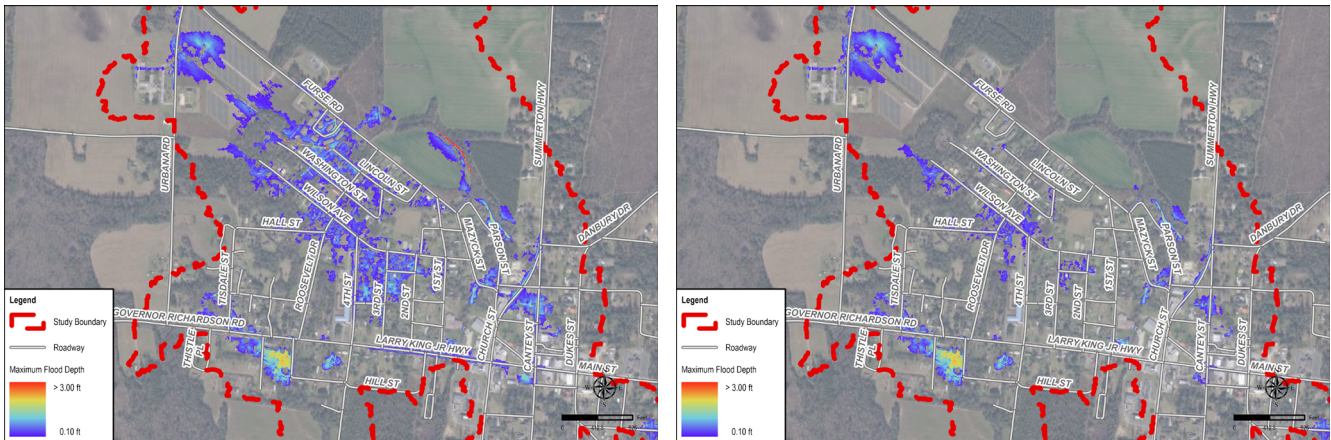 FURSE RD
SUMMERTON HWY
URBANA RD
WASHINGTON ST
LINCOLN ST
WILSON AVE
DANBURY DR
HALL ST
MAZYCK ST
PARSON ST
TISDALE ST
ROOSEVELT DR
4TH ST
3RD ST
2ND ST
1ST ST
Legend
Study Boundary
Roadway
Maximum Flood Depth
> 3.00 ft
0.10 ft
GOVERNOR RICHARDSON RD
THISTLE PL
LARRY KING JR HWY
CHURCH ST
CANTEY ST
DUKES ST
MAIN ST
HILL ST
FURSE RD
SUMMERTON HWY
URBANA RD
WASHINGTON ST
LINCOLN ST
WILSON AVE
DANBURY DR
HALL ST
MAZYCK ST
PARSON ST
TISDALE ST
ROOSEVELT DR
4TH ST
3RD ST
2ND ST
1ST ST
Legend
Study Boundary
Roadway
Maximum Flood Depth
> 3.00 ft
0.10 ft
GOVERNOR RICHARDSON RD
THISTLE PL
LARRY KING JR HWY
CHURCH ST
CANTEY ST
DUKES ST
MAIN ST
HILL ST